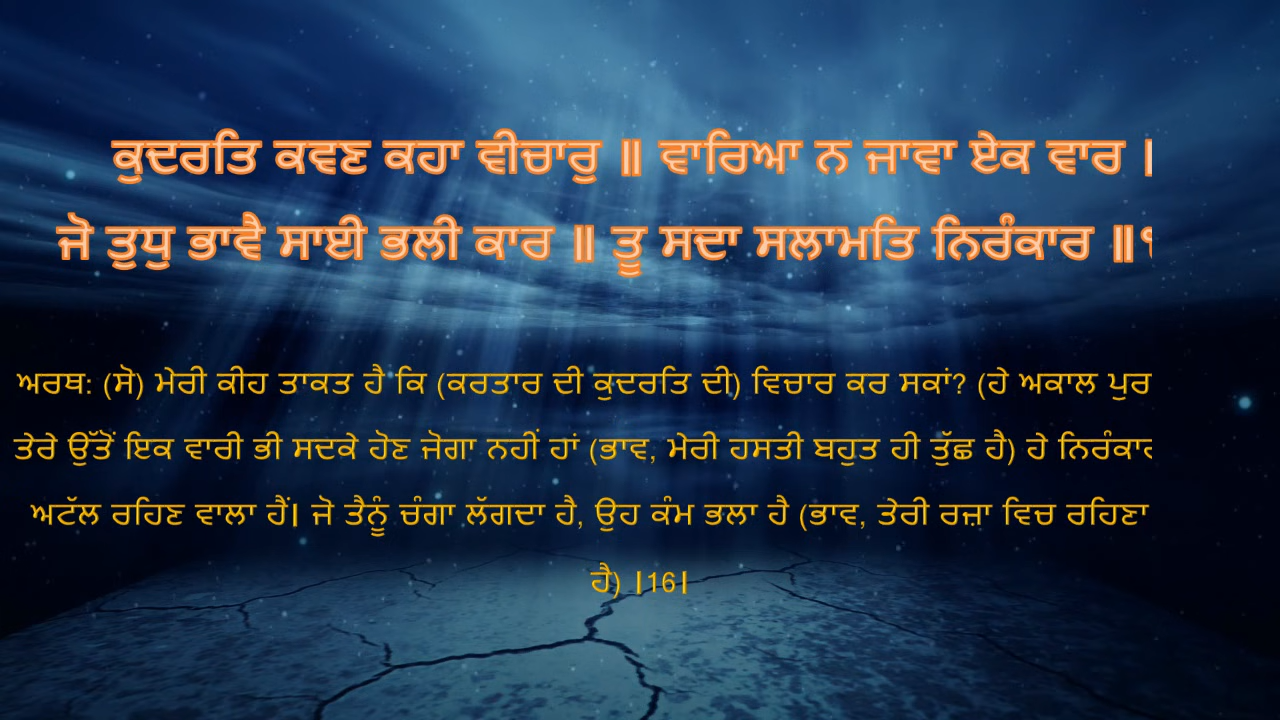 ਕੁਦਰਤਿ ਕਵਣ ਕਹਾ ਵੀਚਾਰੁ ॥ ਵਾਰਿਆ ਨ ਜਾਵਾ ਏਕ ਵਾਰ
ਜੋ ਤੁਧੁ ਭਾਵੈ ਸਾਈ ਭਲੀ ਕਾਰ ॥ ਤੂ ਸਦਾ ਸਲਾਮਤਿ ਨਿਰੰਕਾਰ ॥
ਅਰਥ: (ਸੋ) ਮੇਰੀ ਕੀਹ ਤਾਕਤ ਹੈ ਕਿ (ਕਰਤਾਰ ਦੀ ਕੁਦਰਤਿ ਦੀ) ਵਿਚਾਰ ਕਰ ਸਕਾਂ? (ਹੇ ਅਕਾਲ ਪੁਰ
ਤੇਰੇ ਉੱਤੋਂ ਇਕ ਵਾਰੀ ਭੀ ਸਦਕੇ ਹੋਣ ਜੋਗਾ ਨਹੀਂ ਹਾਂ (ਭਾਵ, ਮੇਰੀ ਹਸਤੀ ਬਹੁਤ ਹੀ ਤੁੱਛ ਹੈ) ਹੇ ਨਿਰੰਕਾਰ
ਅਟੱਲ ਰਹਿਣ ਵਾਲਾ ਹੈਂ। ਜੋ ਤੈਨੂੰ ਚੰਗਾ ਲੱਗਦਾ ਹੈ, ਉਹ ਕੰਮ ਭਲਾ ਹੈ (ਭਾਵ, ਤੇਰੀ ਰਜ਼ਾ ਵਿਚ ਰਹਿਣਾ
ਹੈ) ।16।